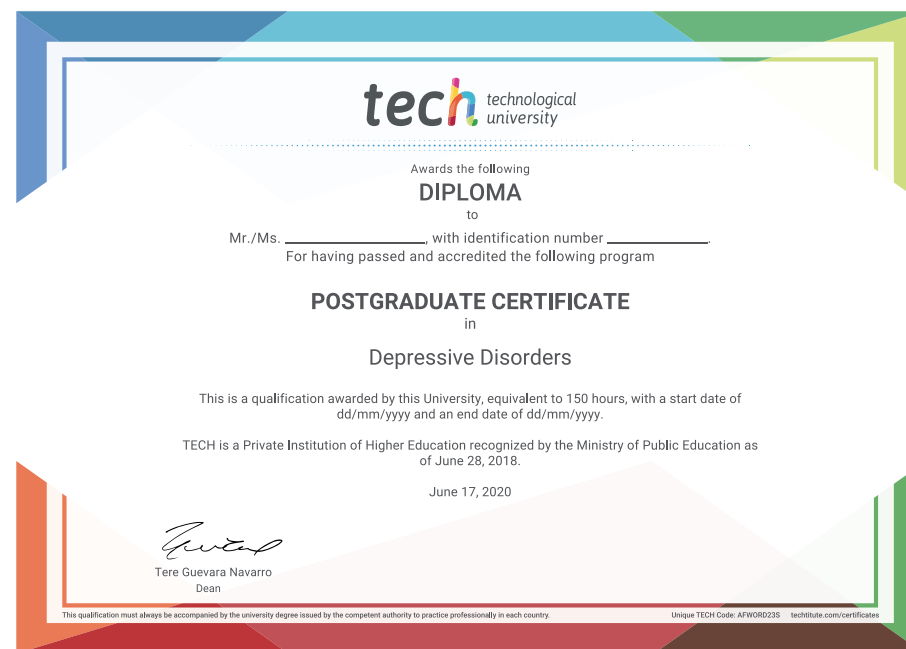 tech technological
university
Awards the following
DIPLOMA
to
Mr./Ms. ____________________, with identification number ______________.
For having passed and accredited the following program
POSTGRADUATE CERTIFICATE
in
Depressive Disorders
This is a qualification awarded by this University, equivalent to 150 hours, with a start date of
dd/mm/yyyy and an end date of dd/mm/yyyy.
TECH is a Private Institution of Higher Education recognized by the Ministry of Public Education as
of June 28, 2018.
June 17, 2020
Tere Guevara Navarro
Dean
This qualification must always be accompanied by the university degree issued by the competent authority to practice professionally in each country. Unique TECH Code: AFWORD23S techtitute.com/certificates